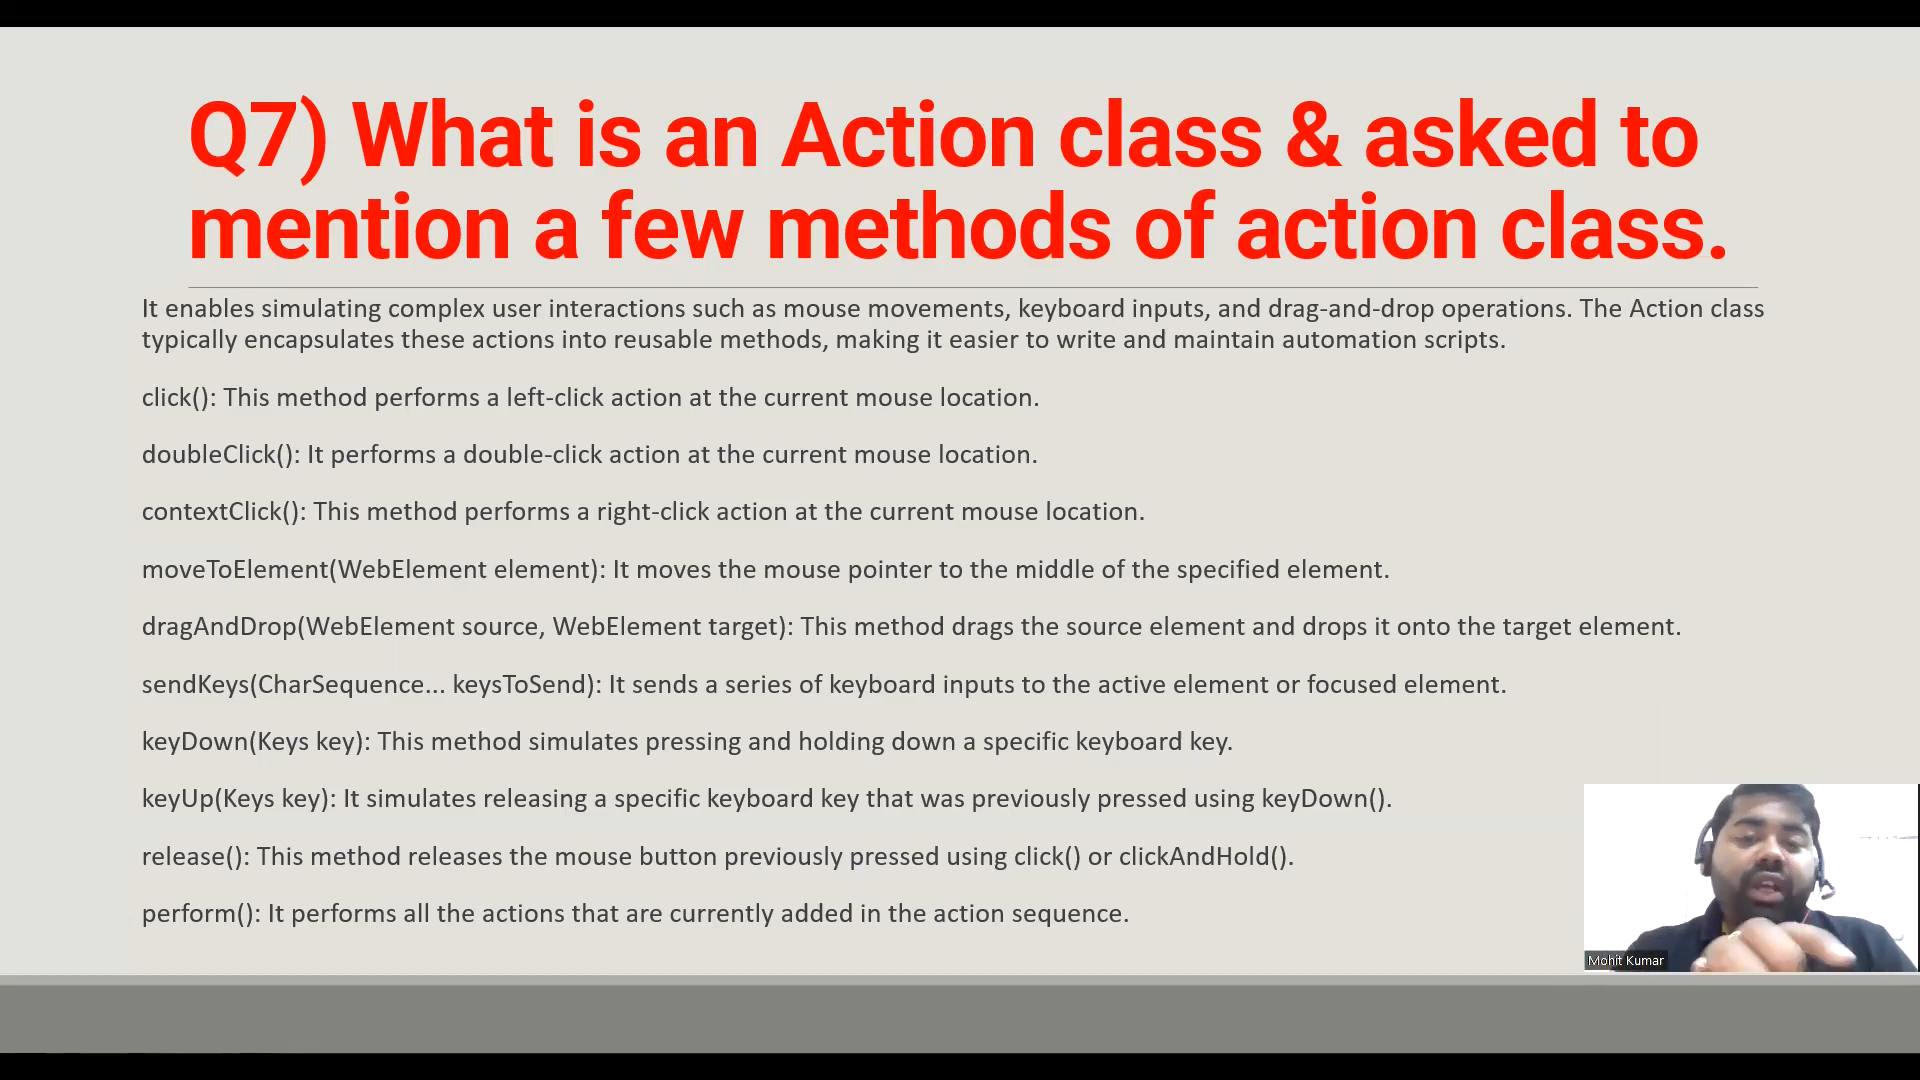 Q7) What is an Action class & asked to
mention a few methods of action class.
It enables simulating complex user interactions such as mouse movements, keyboard inputs, and drag-and-drop operations. The Action class
typically encapsulates these actions into reusable methods, making it easier to write and maintain automation scripts.
click(): This method performs a left-click action at the current mouse location.
doubleClick(): It performs a double-click action at the current mouse location.
contextClick(): This method performs a right-click action at the current mouse location.
moveToElement(WebElement element): It moves the mouse pointer to the middle of the specified element.
dragAndDrop(WebElement source, WebElement target): This method drags the source element and drops it onto the target element.
sendKeys(CharSequence... keysToSend): It sends a series of keyboard inputs to the active element or focused element.
keyDown(Keys key): This method simulates pressing and holding down a specific keyboard key.
keyUp(Keys key): It simulates releasing a specific keyboard key that was previously pressed using keyDown().
release(): This method releases the mouse button previously pressed using click() or clickAndHold().
perform(): It performs all the actions that are currently added in the action sequence.
Mohit Kumar